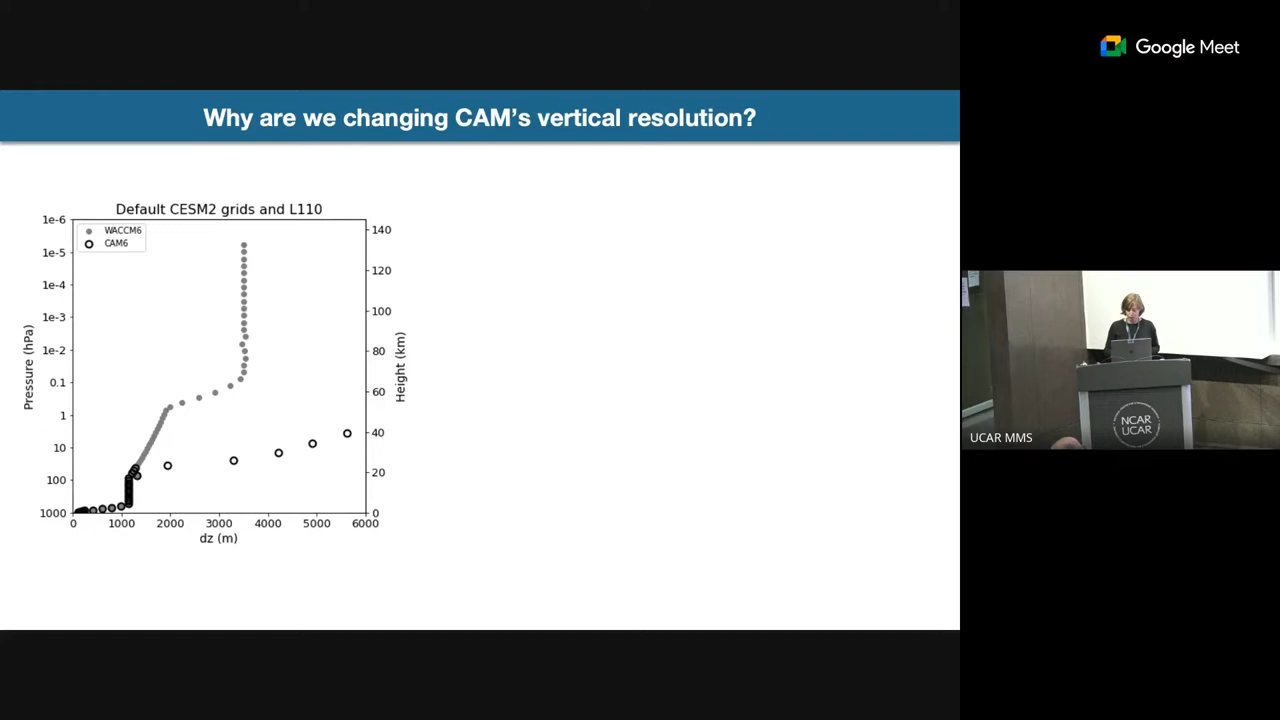 Google Meet
Why are we changing CAM's vertical resolution?
Default CESM2 grids and L110
WACCM6
CAM6
1e-6
1e-5
1e-4
1e-3
1e-2
0.1
1
10
100
1000
Pressure (hPa)
140
120
100
80
60
40
20
0
Height (km)
0 1000 2000 3000 4000 5000 6000
dz (m)
NCAR
UCAR
UCAR MMS